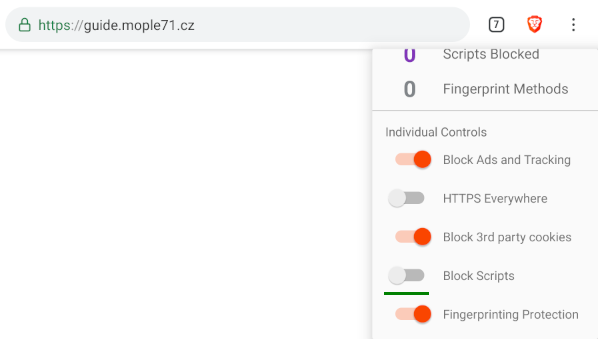 https://guide.mople71.cz
7
0 Scripts Blocked
0 Fingerprint Methods
Individual Controls
Block Ads and Tracking
HTTPS Everywhere
Block 3rd party cookies
Block Scripts
Fingerprinting Protection